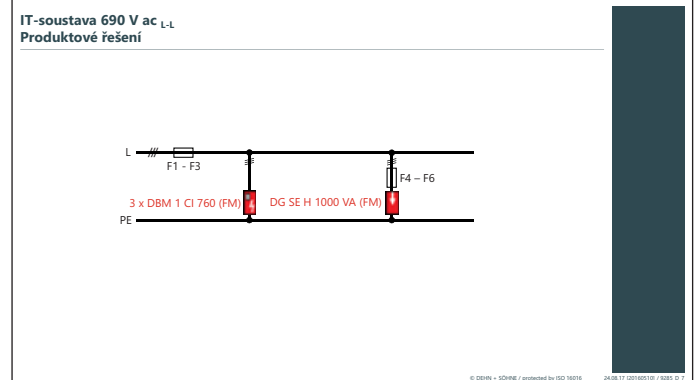 IT-soustava 690 V ac L-L
Produktové řešení
L
F1 - F3
F4 – F6
3 x DBM 1 CI 760 (FM)
DG SE H 1000 VA (FM)
PE
© DEHN + SÖHNE / protected by ISO 16016
24.08.17 (20160510) / 9285_D_7